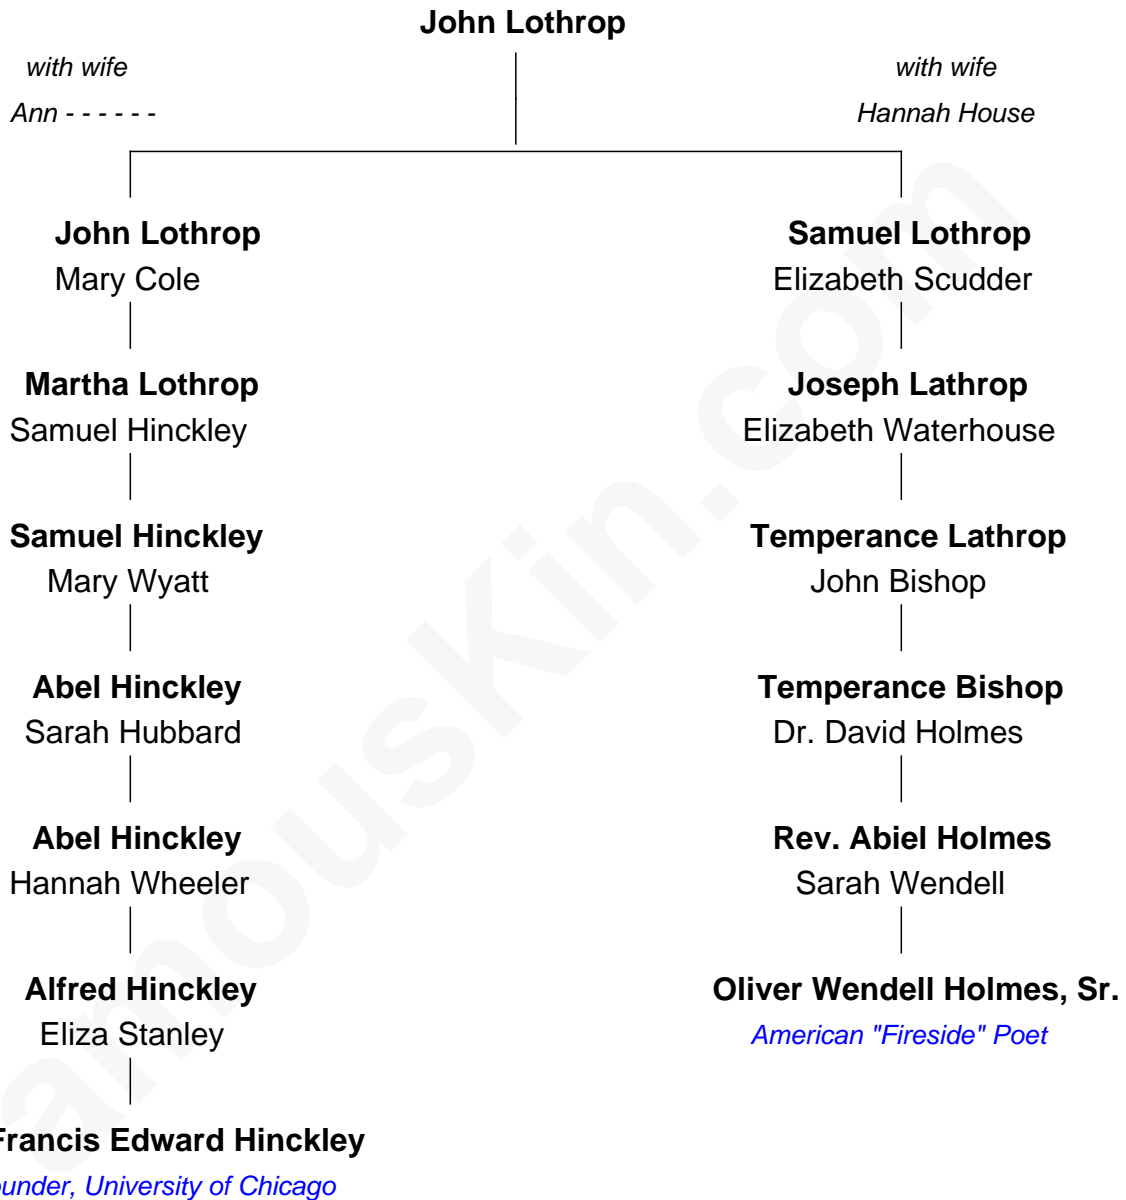 John Lothrop
with wife
Ann - - - - - -
with wife
Hannah House
John Lothrop
Mary Cole
Samuel Lothrop
Elizabeth Scudder
Martha Lothrop
Samuel Hinckley
Joseph Lathrop
Elizabeth Waterhouse
Samuel Hinckley
Mary Wyatt
Temperance Lathrop
John Bishop
Abel Hinckley
Sarah Hubbard
Temperance Bishop
Dr. David Holmes
Abel Hinckley
Hannah Wheeler
Rev. Abiel Holmes
Sarah Wendell
Alfred Hinckley
Eliza Stanley
Oliver Wendell Holmes, Sr.
American "Fireside" Poet
Francis Edward Hinckley
ounder, University of Chicago
amouskin.com